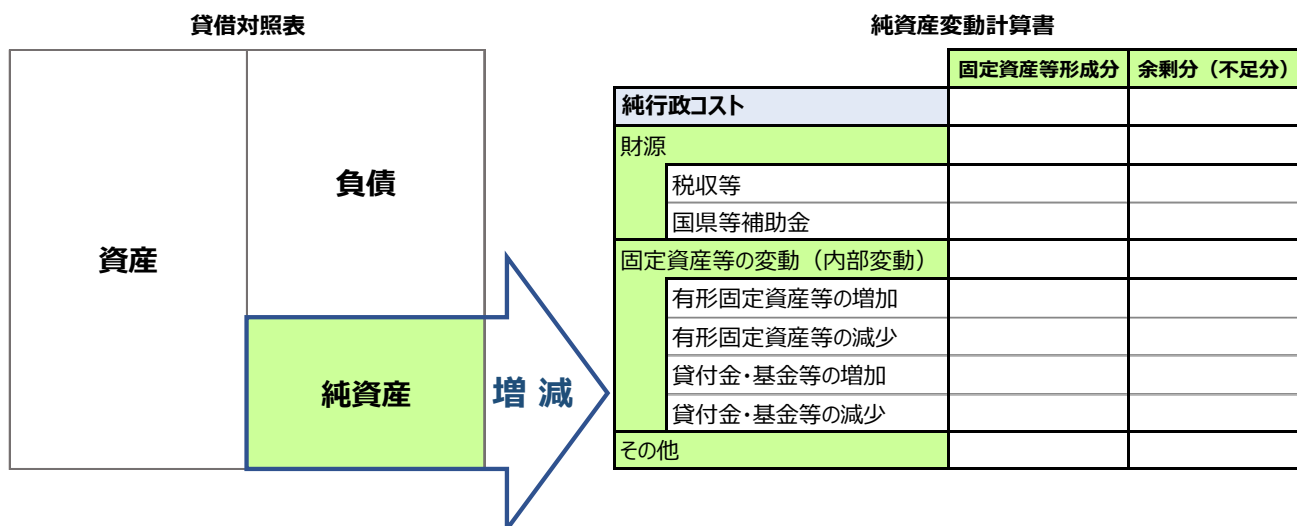 貸借対照表
資産
負債
純資産
増 減
純資産変動計算書
固定資産等形成分 余剰分（不足分）
純行政コスト
財源
税収等
国県等補助金
固定資産等の変動（内部変動）
有形固定資産等の増加
有形固定資産等の減少
貸付金・基金等の増加
貸付金・基金等の減少
その他